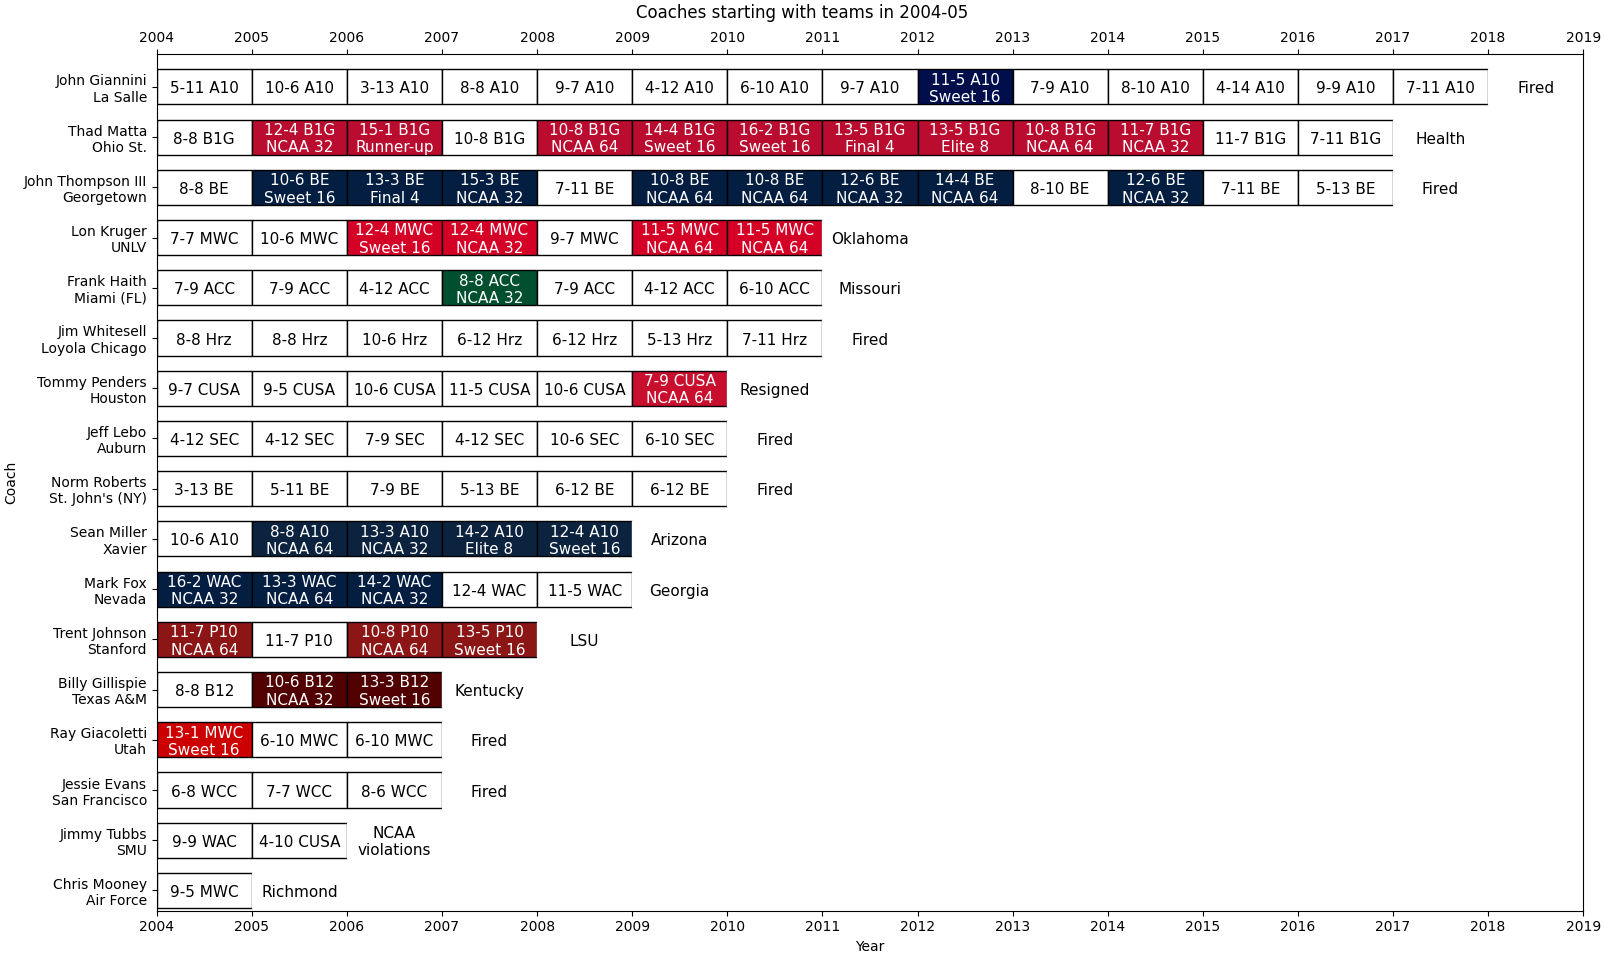 Coaches starting with teams in 2004-05
2004 2005 2006 2007 2008 2009 2010 2011 2012 2013 2014 2015 2016 2017 2018 2019
John Giannini
La Salle
5-11 A10 10-6 A10 3-13 A10 8-8 A10 9-7 A10 4-12 A10 6-10 A10 9-7 A10 11-5 A10 7-9 A10 8-10 A10 4-14 A10 9-9 A10 7-11 A10 Fired
Sweet 16
Thad Matta
Ohio St.
8-8 B1G 12-4 B1G 15-1 B1G 10-8 B1G 10-8 B1G 14-4 B1G 16-2 B1G 13-5 B1G 13-5 B1G 10-8 B1G 11-7 B1G 11-7 B1G 7-11 B1G Health
NCAA 32 Runner-up NCAA 64 Sweet 16 Sweet 16 Final 4 Elite 8 NCAA 64 NCAA 32
John Thompson III
Georgetown
8-8 BE 10-6 BE 13-3 BE 15-3 BE 7-11 BE 10-8 BE 10-8 BE 12-6 BE 14-4 BE 8-10 BE 12-6 BE 7-11 BE 5-13 BE Fired
Sweet 16 Final 4 NCAA 32 NCAA 64 NCAA 64 NCAA 32 NCAA 64 NCAA 32
Lon Kruger
UNLV
7-7 MWC 10-6 MWC 12-4 MWC 12-4 MWC 9-7 MWC 11-5 MWC 11-5 MWC Oklahoma
Sweet 16 NCAA 32 NCAA 64 NCAA 64
Frank Haith
Miami (FL)
7-9 ACC 7-9 ACC 4-12 ACC 8-8 ACC 7-9 ACC 4-12 ACC 6-10 ACC Missouri
NCAA 32
Jim Whitesell
Loyola Chicago
8-8 Hrz 8-8 Hrz 10-6 Hrz 6-12 Hrz 6-12 Hrz 5-13 Hrz 7-11 Hrz Fired
Tommy Penders
Houston
9-7 CUSA 9-5 CUSA 10-6 CUSA 11-5 CUSA 10-6 CUSA 7-9 CUSA Resigned
NCAA 64
Jeff Lebo
Auburn
4-12 SEC 4-12 SEC 7-9 SEC 4-12 SEC 10-6 SEC 6-10 SEC Fired
Coach
Norm Roberts
St. John's (NY)
3-13 BE 5-11 BE 7-9 BE 5-13 BE 6-12 BE 6-12 BE Fired
Sean Miller
Xavier
10-6 A10 8-8 A10 13-3 A10 14-2 A10 12-4 A10 Arizona
NCAA 64 NCAA 32 Elite 8 Sweet 16
Mark Fox
Nevada
16-2 WAC 13-3 WAC 14-2 WAC 12-4 WAC 11-5 WAC Georgia
NCAA 32 NCAA 64 NCAA 32
Trent Johnson
Stanford
11-7 P10 11-7 P10 10-8 P10 13-5 P10 LSU
NCAA 64 NCAA 64 Sweet 16
Billy Gillispie
Texas A&M
8-8 B12 10-6 B12 13-3 B12 Kentucky
NCAA 32 Sweet 16
Ray Giacoletti
Utah
13-1 MWC 6-10 MWC 6-10 MWC Fired
Sweet 16
Jessie Evans
San Francisco
6-8 WCC 7-7 WCC 8-6 WCC Fired
Jimmy Tubbs
SMU
9-9 WAC 4-10 CUSA NCAA
violations
Chris Mooney
Air Force
9-5 MWC Richmond
2004 2005 2006 2007 2008 2009 2010 2011 2012 2013 2014 2015 2016 2017 2018 2019
Year